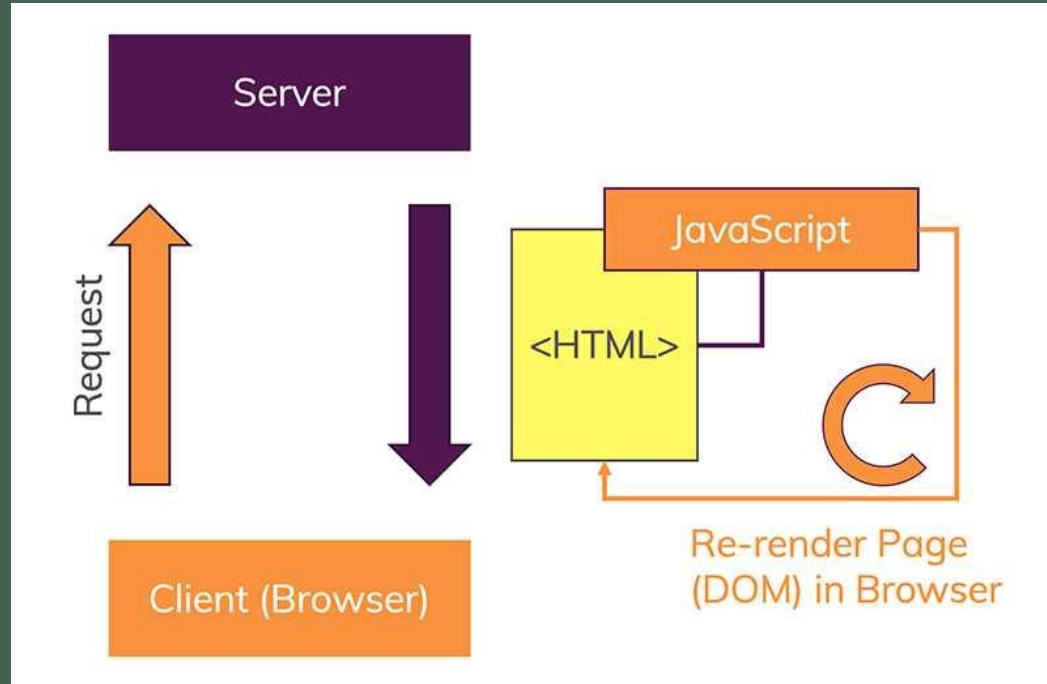 Server
Request
JavaScript
<HTML>
Client (Browser)
Re-render Page
(DOM) in Browser